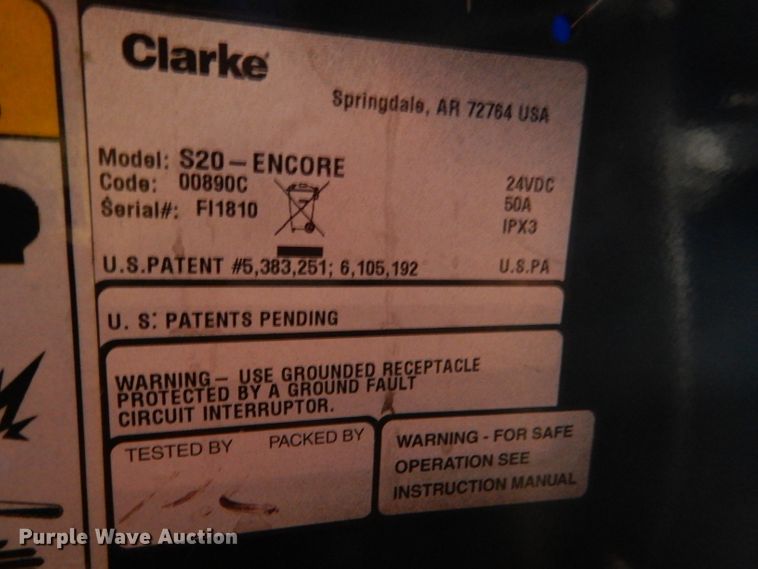 Clarke
Springdale, AR 72764 USA
Model: S20-ENCORE
Code: 00890C
24VDC
Serial#: FI1810
50A
IPX3
U.S.PATENT #5,383,251; 6,105,192 U.S.PA
U. S: PATENTS PENDING
WARNING- USE GROUNDED RECEPTACLE
PROTECTED BY A GROUND FAULT
CIRCUIT INTERRUPTOR.
TESTED BY PACKED BY
WARNING - FOR SAFE
OPERATION SEE
INSTRUCTION MANUAL
Purple Wave Auction